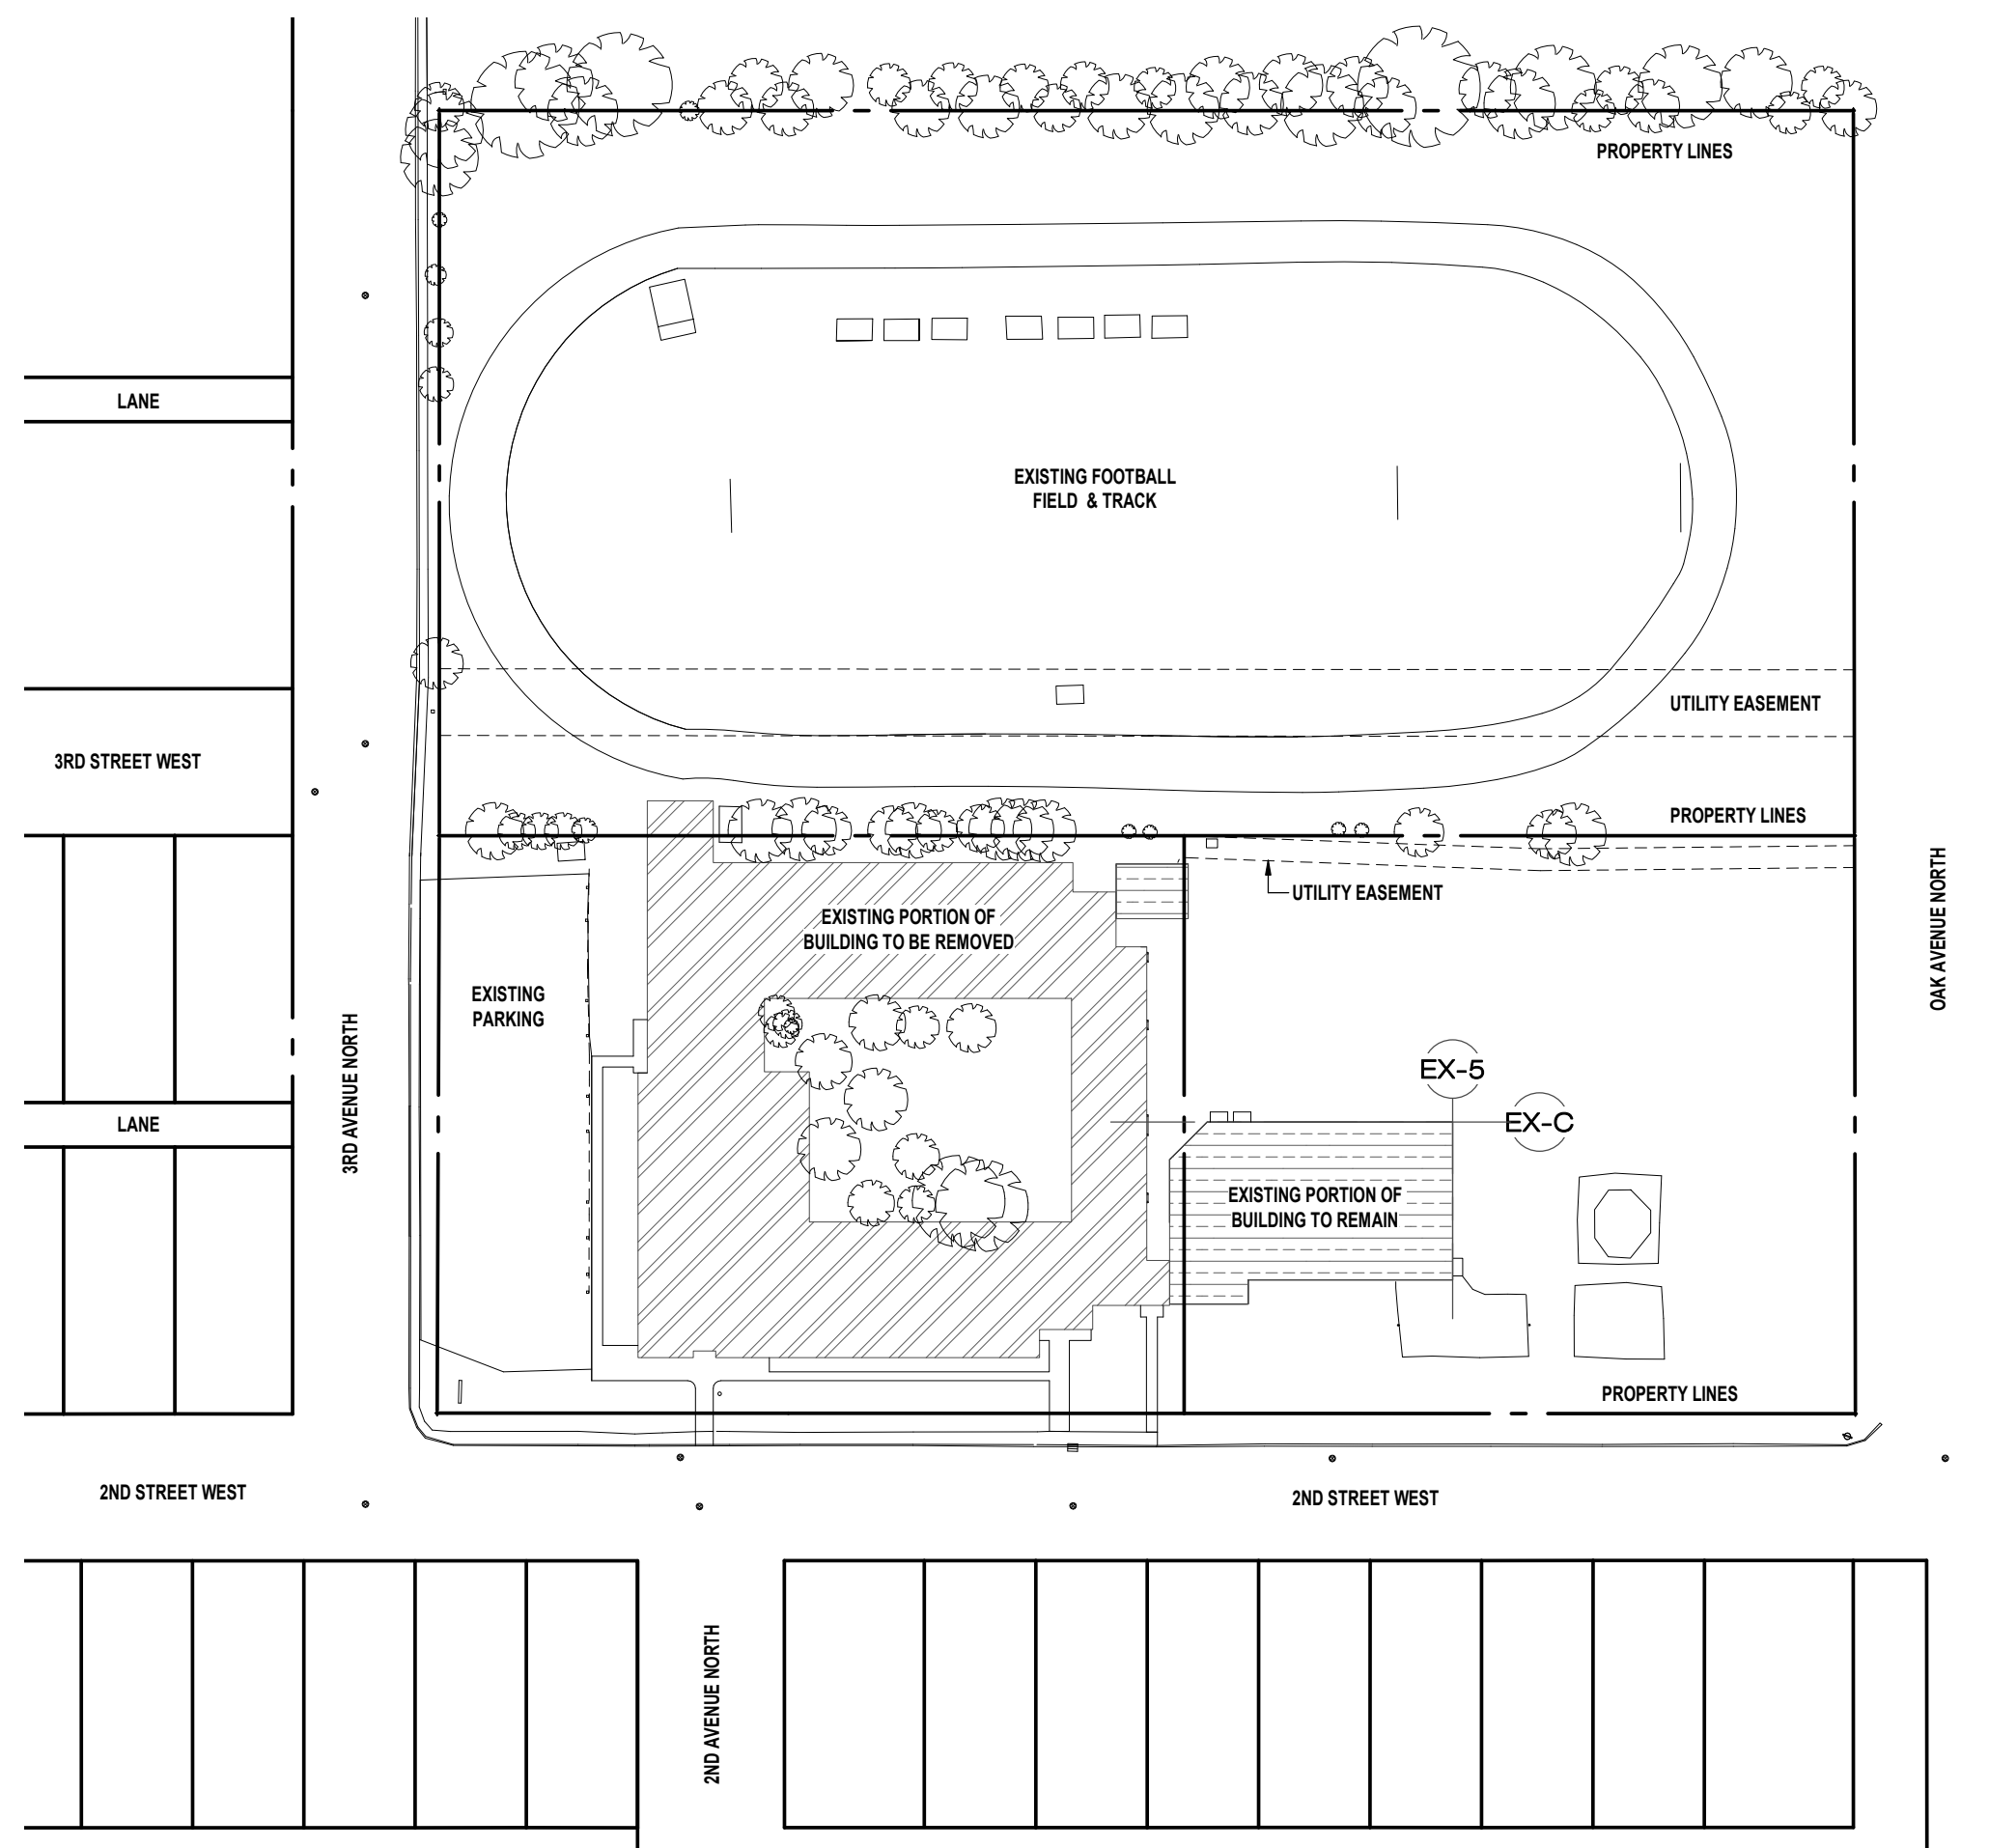 PROPERTY LINES
LANE
EXISTING FOOTBALL
FIELD & TRACK
UTILITY EASEMENT
3RD STREET WEST
PROPERTY LINES
UTILITY EASEMENT
EXISTING PORTION OF
BUILDING TO BE REMOVED
OAK AVENUE NORTH
EXISTING
PARKING
3RD AVENUE NORTH
EX-5
EX-C
LANE
EXISTING PORTION OF
BUILDING TO REMAIN
PROPERTY LINES
2ND STREET WEST
2ND STREET WEST
2ND AVENUE NORTH